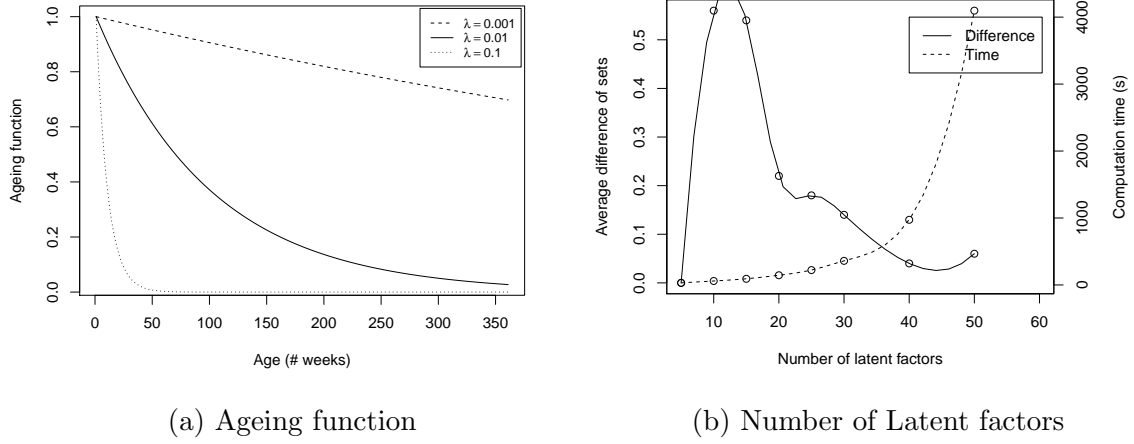 Ageing function
1.0
0.8
0.6
0.4
0.2
0.0
λ = 0.001
λ = 0.01
λ = 0.1
0 50 100 150 200 250 300 350
Age (# weeks)
(a) Ageing function
Average difference of sets
0.5
0.4
0.3
0.2
0.1
0.0
Difference
Time
4000
3000
2000
1000
0
Computation time (s)
10 20 30 40 50 60
Number of latent factors
(b) Number of Latent factors